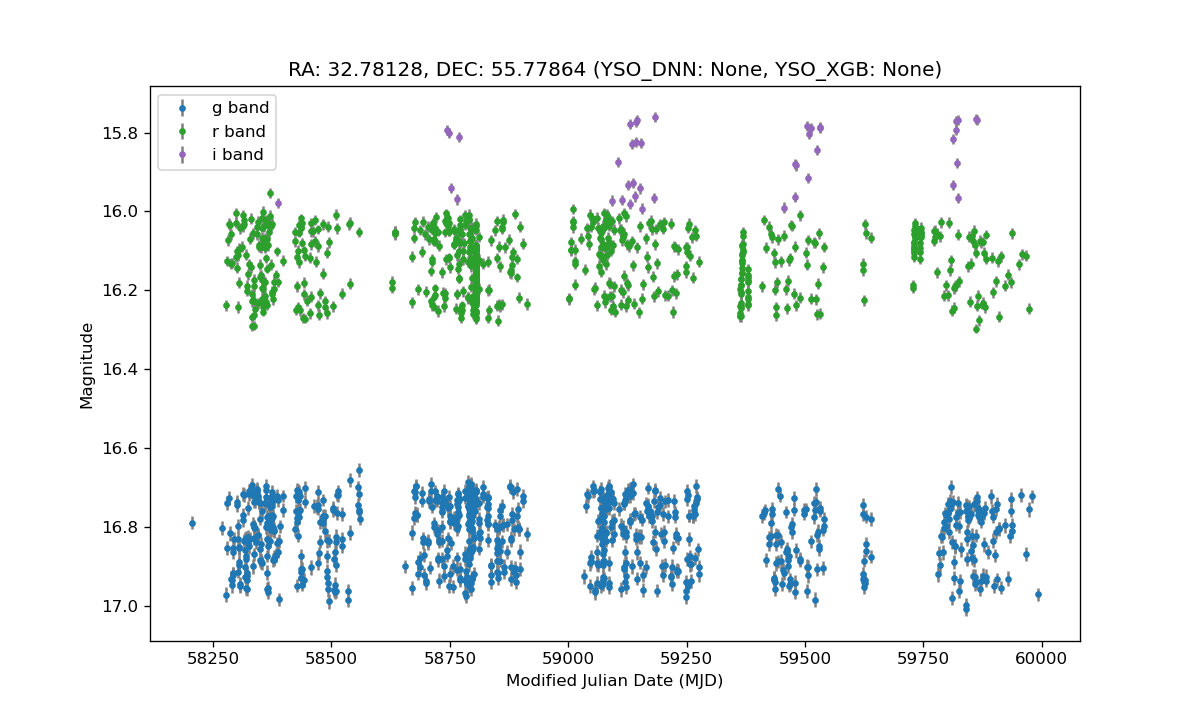 RA: 32.78128, DEC: 55.77864 (YSO_DNN: None, YSO_XGB: None)
g band
r band
i band
15.8
16.0
16.2
16.4
16.6
16.8
17.0
Magnitude
58250 58500 58750 59000 59250 59500 59750 60000
Modified Julian Date (MJD)